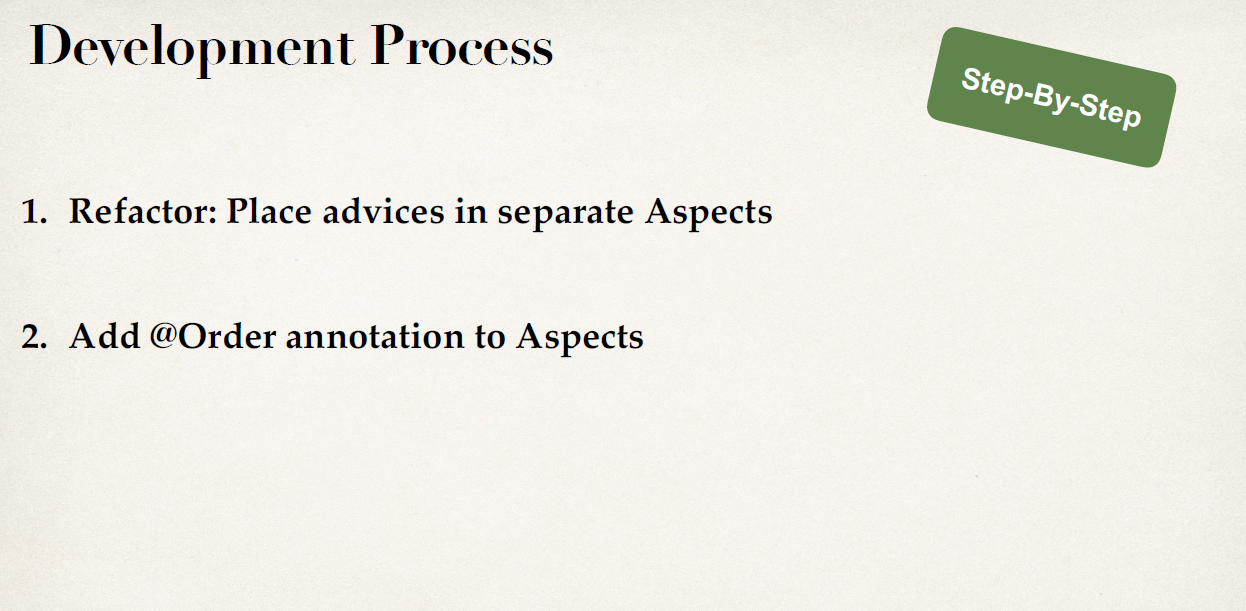 Development Process
Step-By-Step
1. Refactor: Place advices in separate Aspects
2. Add @Order annotation to Aspects